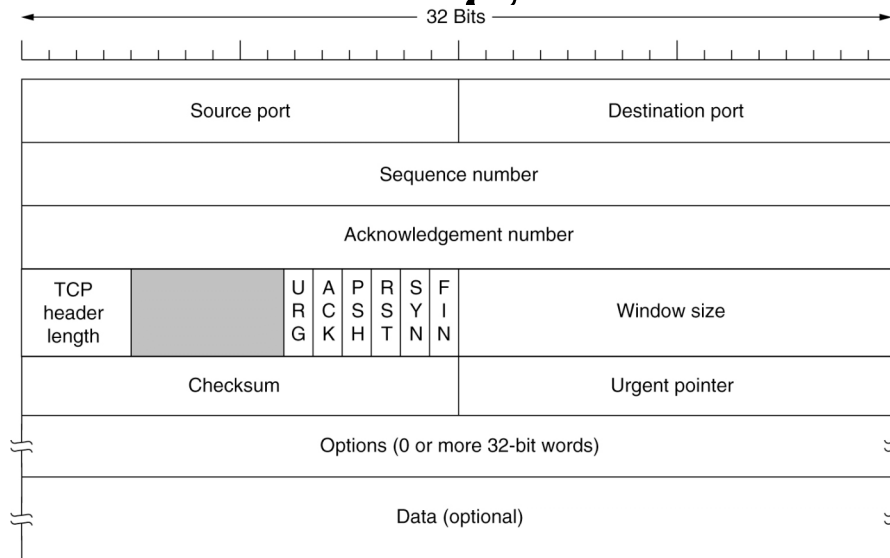 32 Bits
Source port
Destination port
Sequence number
Acknowledgement number
TCP
header
length
U
R
G
A
C
K
P
S
H
R
S
T
S
Y
N
F
I
N
Window size
Checksum
Urgent pointer
Options (0 or more 32-bit words)
Data (optional)